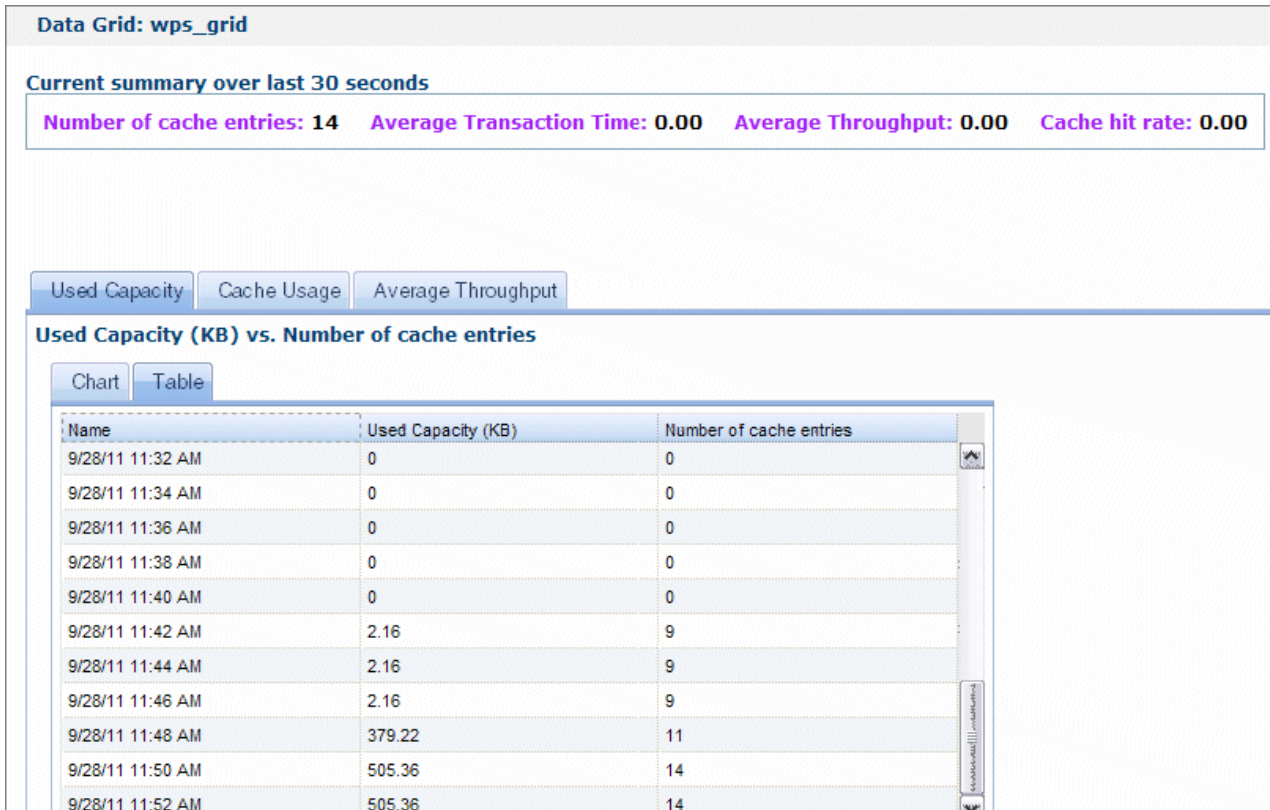 Data Grid: wps_grid
Current summary over last 30 seconds
Number of cache entries: 14 Average Transaction Time: 0.00 Average Throughput: 0.00 Cache hit rate: 0.00
Used Capacity Cache Usage Average Throughput
Used Capacity (KB) vs. Number of cache entries
Chart Table
Name Used Capacity (KB) Number of cache entries
9/28/11 11:32 AM 0 0
9/28/11 11:34 AM 0 0
9/28/11 11:36 AM 0 0
9/28/11 11:38 AM 0 0
9/28/11 11:40 AM 0 0
9/28/11 11:42 AM 2.16 9
9/28/11 11:44 AM 2.16 9
9/28/11 11:46 AM 2.16 9
9/28/11 11:48 AM 379.22 11
9/28/11 11:50 AM 505.36 14
9/28/11 11:52 AM 505.36 14